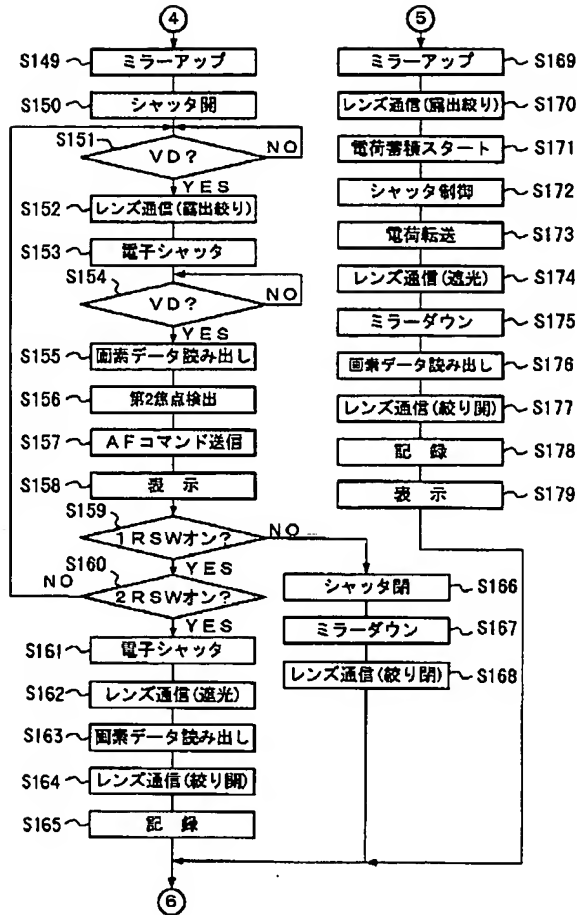 ④
S149 ミラーアップ
S150 シャッタ開
S151 VD?
NO
YES
S152 レンズ通信(露出絞り)
S153 電子シャッタ
S154 VD?
NO
YES
S155 画素データ読み出し
S156 第2焦点検出
S157 AFコマンド送信
S158 表 示
S159 1RSWオン?
NO
YES
S160 2RSWオン?
NO
YES
S161 電子シャッタ
S162 レンズ通信(遮光)
S163 画素データ読み出し
S164 レンズ通信(絞り開)
S165 記 録
⑥
シャッタ閉 S166
ミラーダウン S167
レンズ通信(絞り閉) S168
⑤
ミラーアップ S169
レンズ通信(露出絞り) S170
電荷蓄積スタート S171
シャッタ制御 S172
電荷転送 S173
レンズ通信(遮光) S174
ミラーダウン S175
画素データ読み出し S176
レンズ通信(絞り開) S177
記 録 S178
表 示 S179